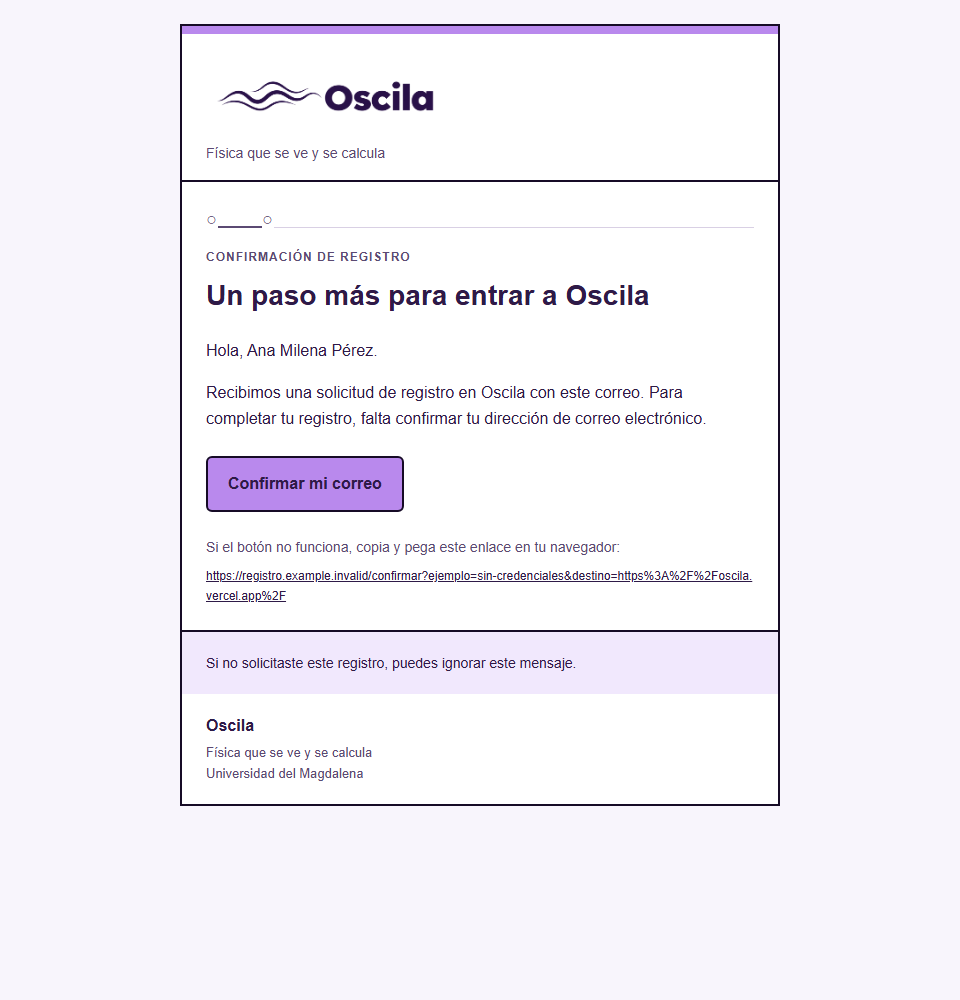 Oscila
Física que se ve y se calcula
CONFIRMACIÓN DE REGISTRO
Un paso más para entrar a Oscila
Hola, Ana Milena Pérez.
Recibimos una solicitud de registro en Oscila con este correo. Para
completar tu registro, falta confirmar tu dirección de correo electrónico.
Confirmar mi correo
Si el botón no funciona, copia y pega este enlace en tu navegador:
https://registro.example.invalid/confirmar?ejemplo=sin-credenciales&destino=https%3A%2F%2Foscila.
vercel.app%2F
Si no solicitaste este registro, puedes ignorar este mensaje.
Oscila
Física que se ve y se calcula
Universidad del Magdalena